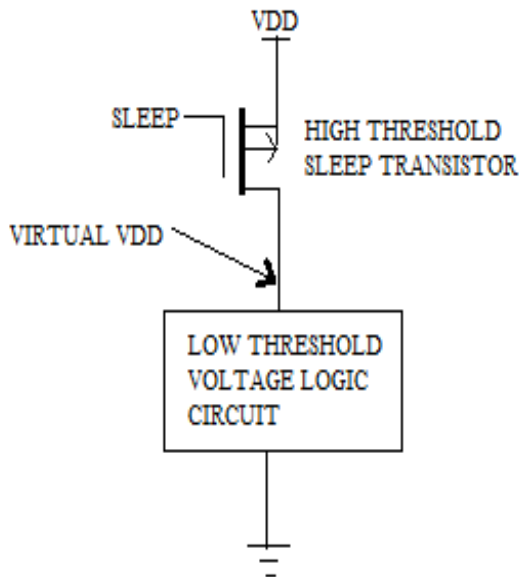 VDD
SLEEP
HIGH THRESHOLD
SLEEP TRANSISTOR
VIRTUAL VDD
LOW THRESHOLD
VOLTAGE LOGIC
CIRCUIT